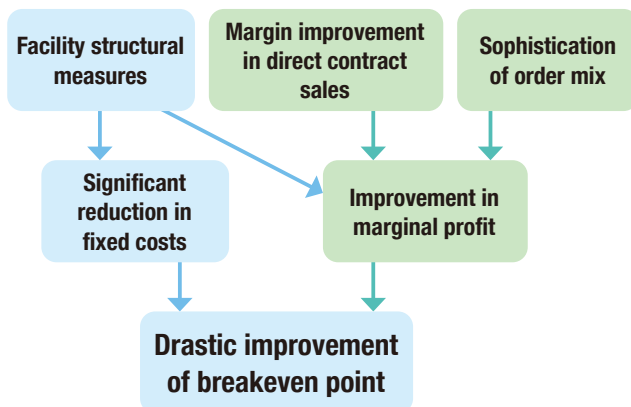 Facility structural
measures
Margin improvement
in direct contract
sales
Sophistication
of order mix
Significant
reduction in
fixed costs
Improvement in
marginal profit
Drastic improvement
of breakeven point